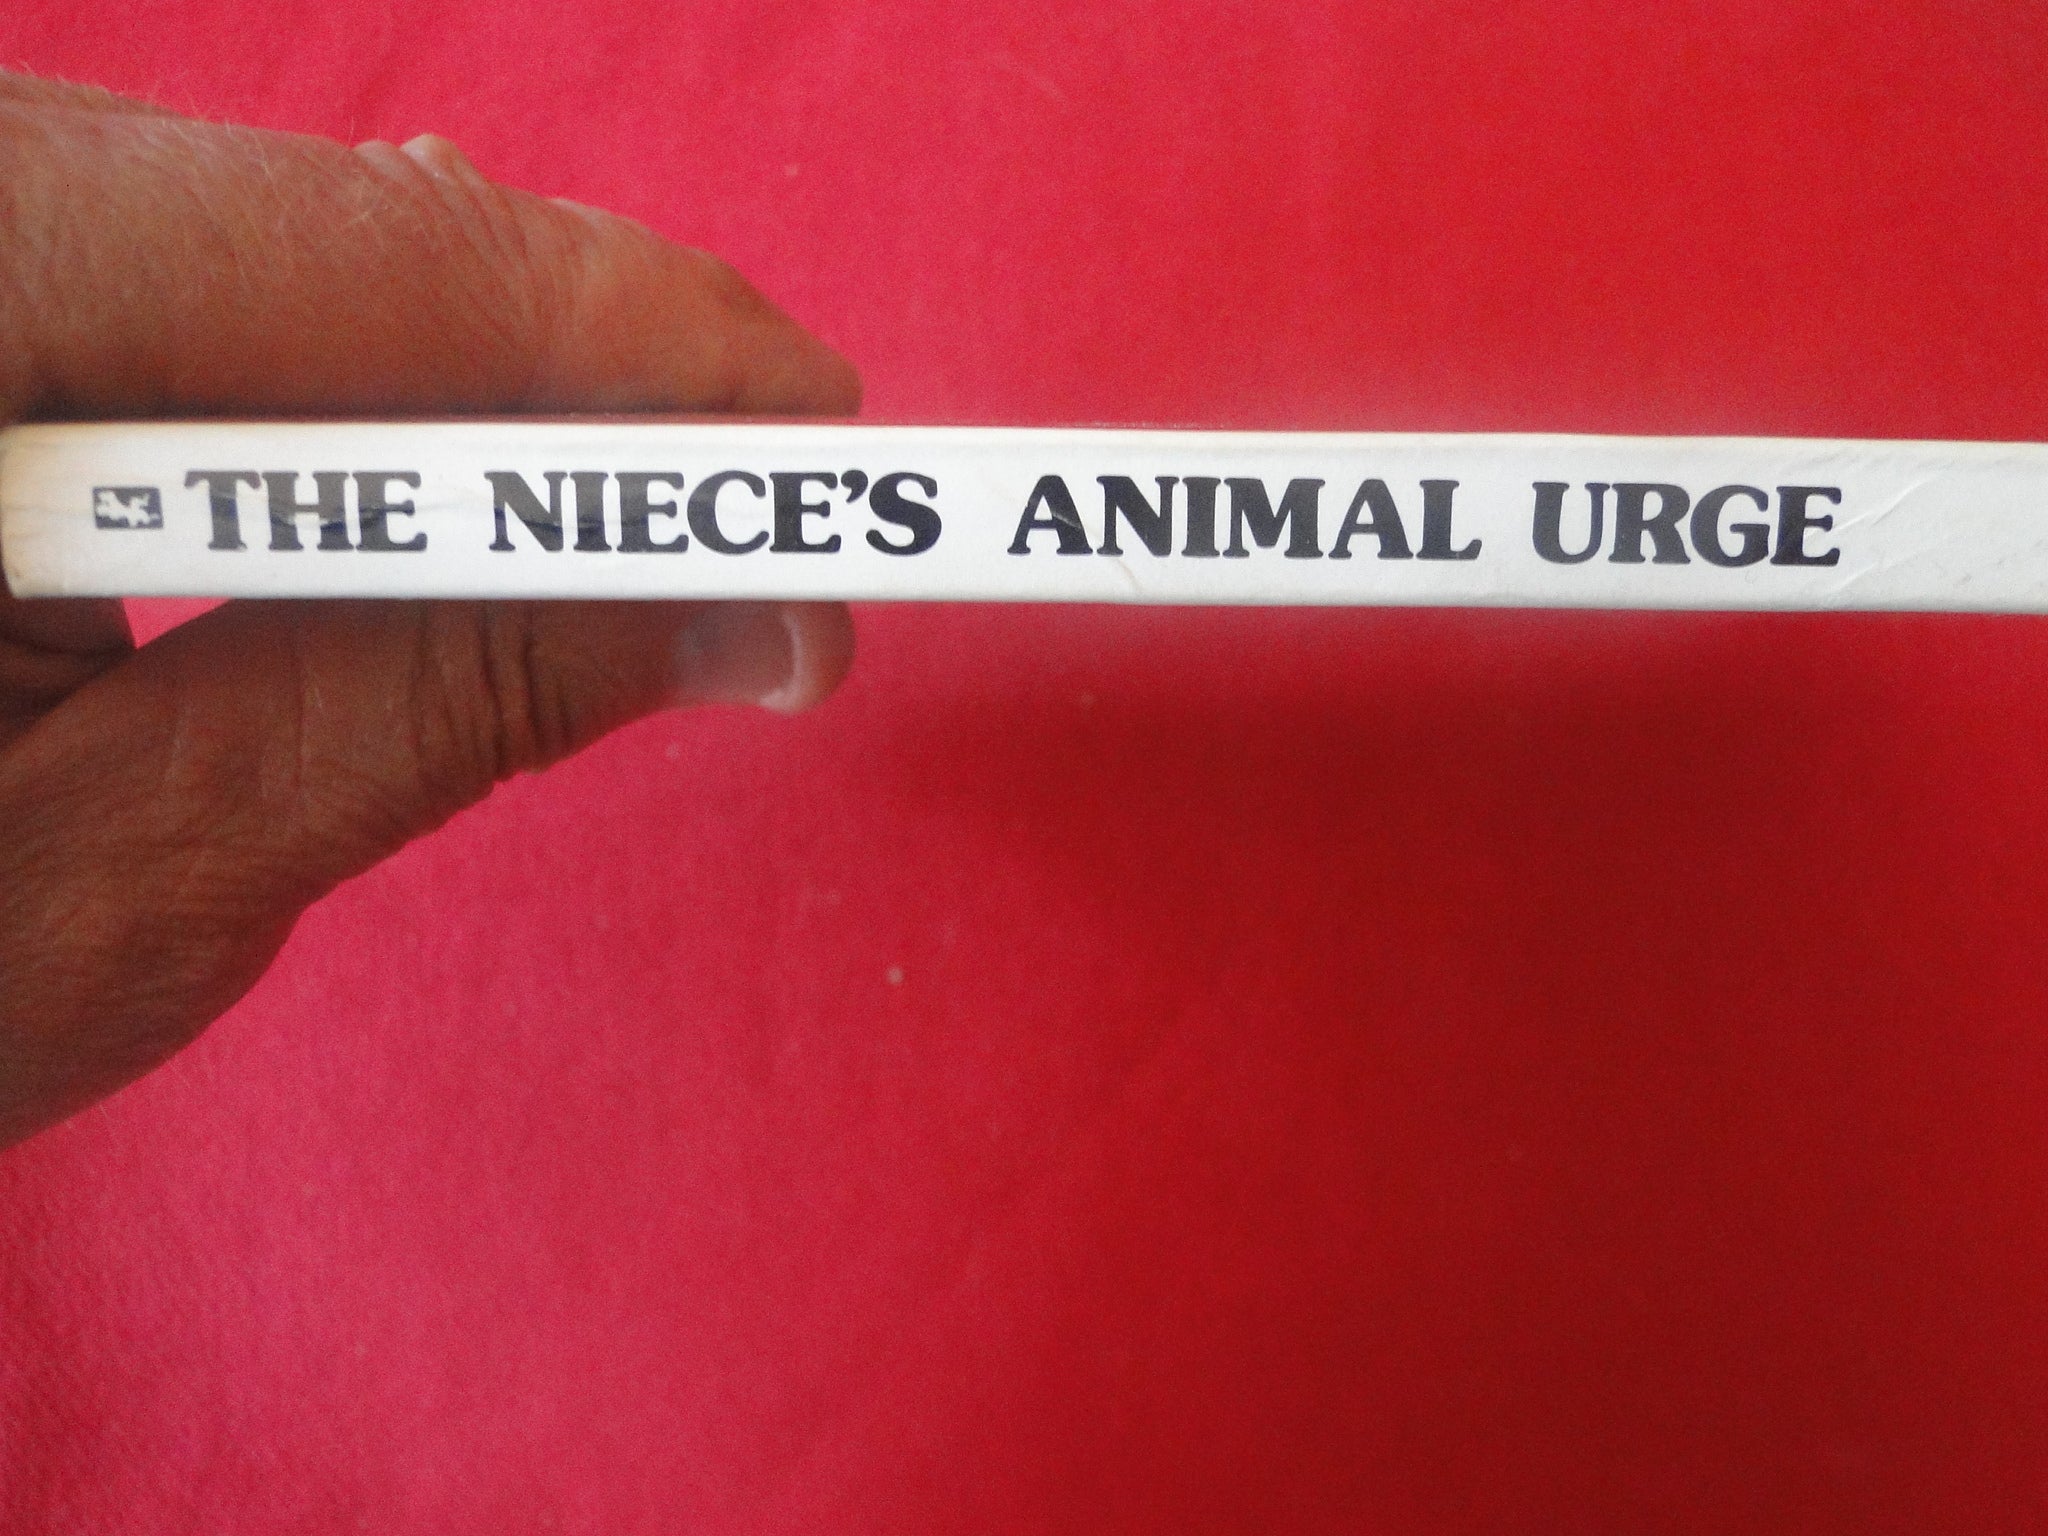 THE NIECE'S ANIMAL URGE